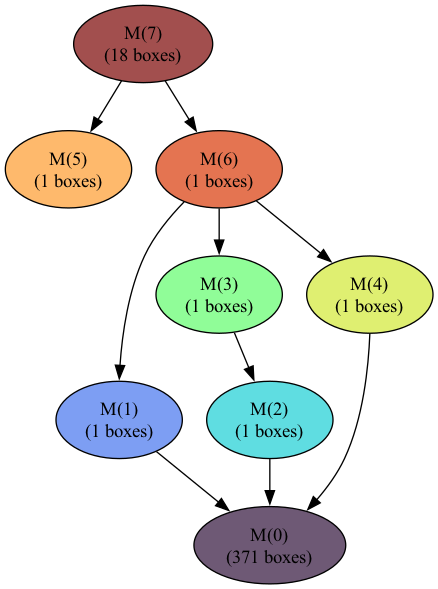 M(7)
(18 boxes)
M(5)
(1 boxes)
M(6)
(1 boxes)
M(3)
(1 boxes)
M(4)
(1 boxes)
M(1)
(1 boxes)
M(2)
(1 boxes)
M(0)
(371 boxes)